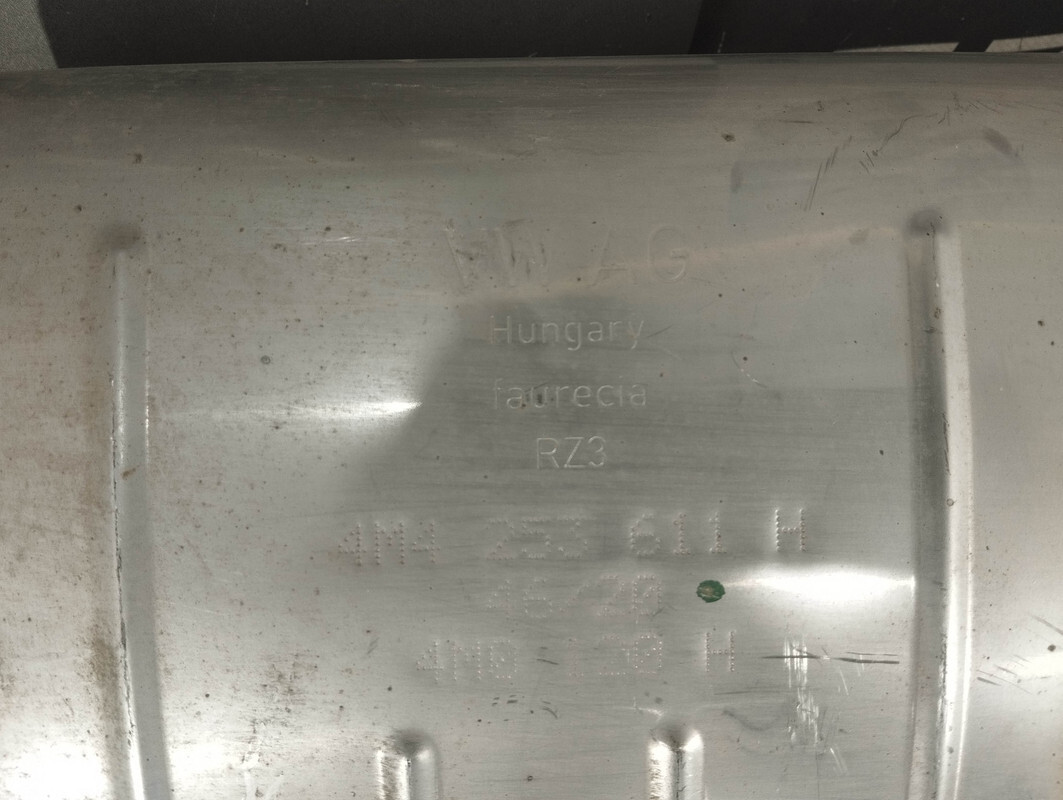 VW AG
Hungary
faurecia
RZ3
4M4 253 611 H
46/20
4M0 H